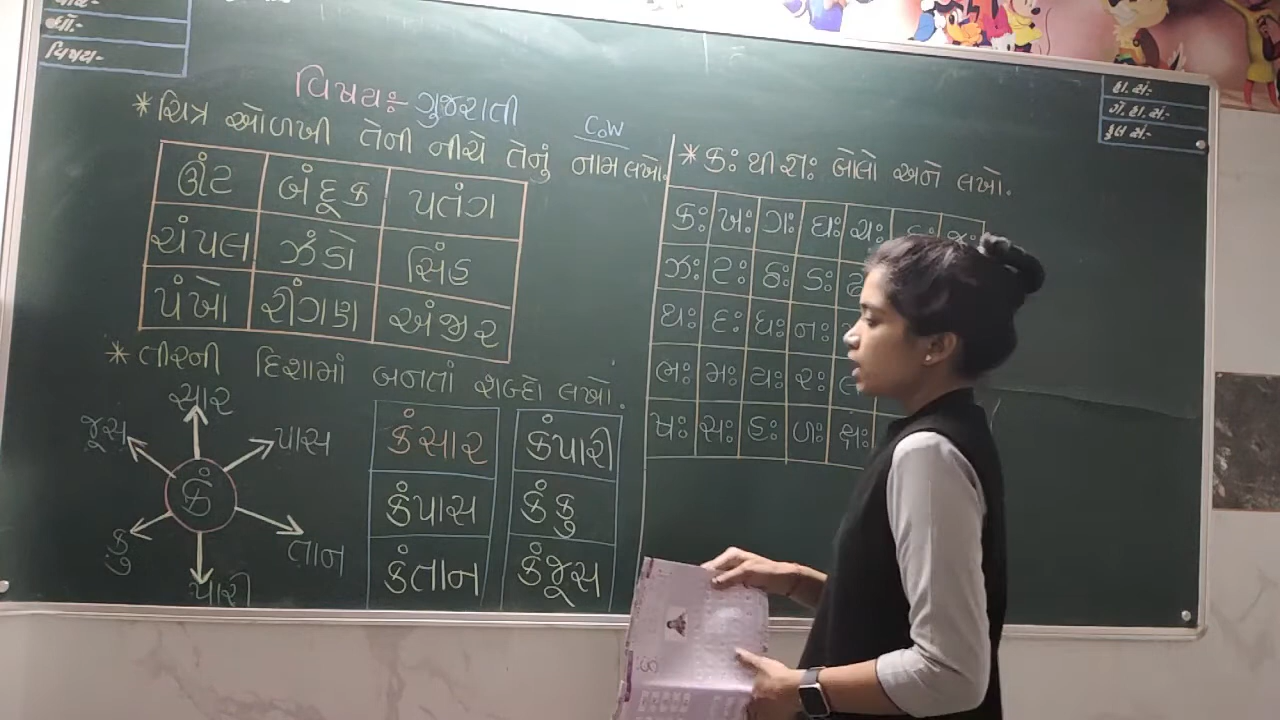 વાર:-
વિષય:-
વિષયઃ- ગુજરાતી
C.W
*ચિત્ર ઓળખી તેની નીચે તેનું નામ લખો.
ઊંટ બંદૂક પતંગ
ચંપલ ઝંડો સિંહ
પંખો રીંગણ અંજીર
* તીરની દિશામાં બનતાં શબ્દો લખો.
ચાર
જૂસ પાસ
કં
કુ તાન
પારી
કંસાર કંપારી
કંપાસ કંકુ
કંતાન કંજૂસ
હા. સં:-
ગે. હા. સં:-
કુલ સં:-
* કઃ થી જ્ઞઃ બોલો અને લખો.
કઃ ખઃ ગઃ ઘઃ ચઃ છઃ જઃ
ઝઃ ટઃ ઠઃ ડઃ
થઃ દઃ ધઃ નઃ
ભઃ મઃ યઃ રઃ
ષઃ સઃ હઃ ળઃ ક્ષઃ